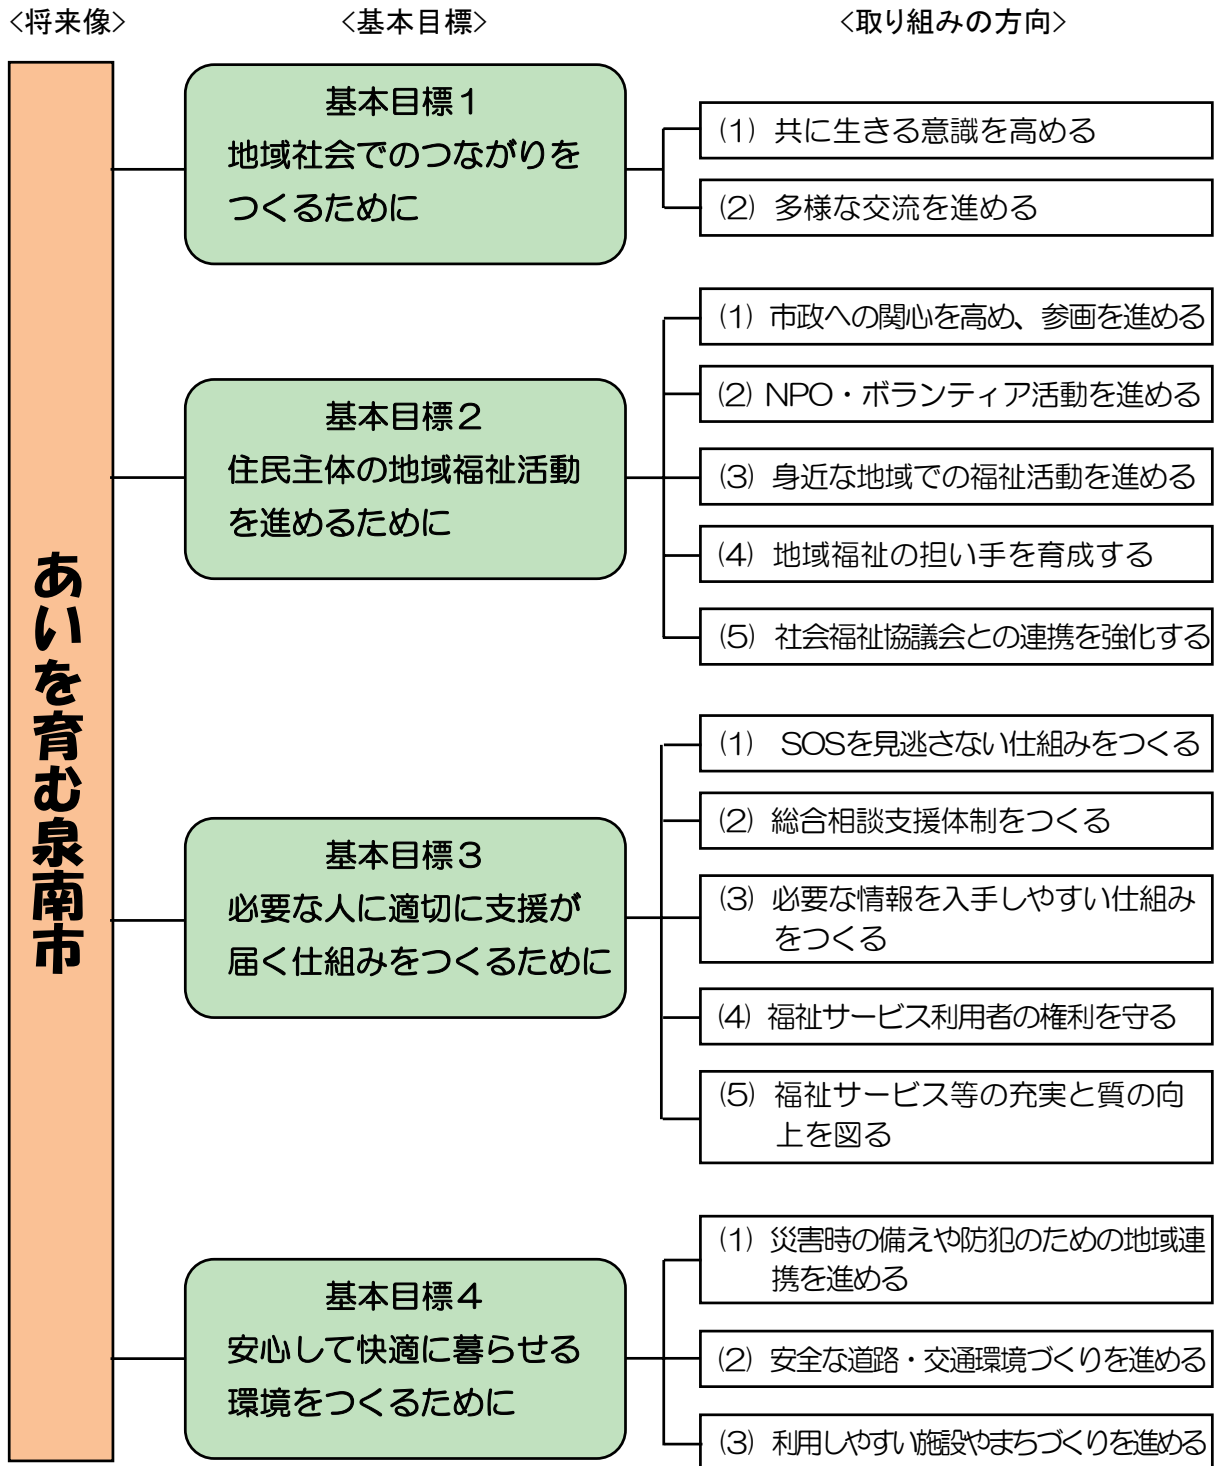 <将来像>
<基本目標>
<取り組みの方向>
あいを育む泉南市
基本目標１
地域社会でのつながりを
つくるために
(1) 共に生きる意識を高める
(2) 多様な交流を進める
基本目標２
住民主体の地域福祉活動
を進めるために
(1) 市政への関心を高め、参画を進める
(2) NPO・ボランティア活動を進める
(3) 身近な地域での福祉活動を進める
(4) 地域福祉の担い手を育成する
(5) 社会福祉協議会との連携を強化する
基本目標３
必要な人に適切に支援が
届く仕組みをつくるために
(1) SOSを見逃さない仕組みをつくる
(2) 総合相談支援体制をつくる
(3) 必要な情報を入手しやすい仕組み
をつくる
(4) 福祉サービス利用者の権利を守る
(5) 福祉サービス等の充実と質の向
上を図る
基本目標４
安心して快適に暮らせる
環境をつくるために
(1) 災害時の備えや防犯のための地域連
携を進める
(2) 安全な道路・交通環境づくりを進める
(3) 利用しやすい施設やまちづくりを進める